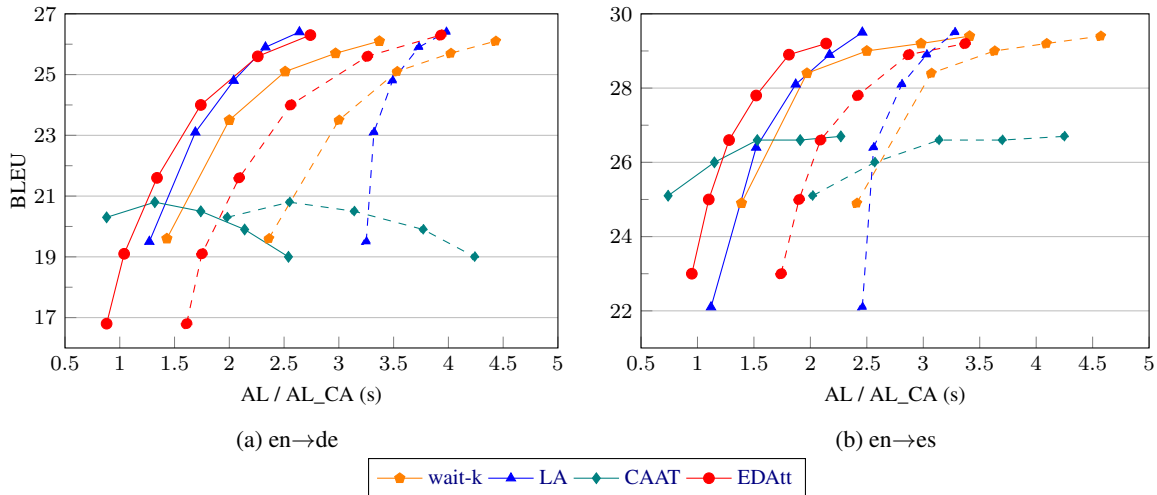 BLEU
27
25
23
21
19
17
0.5 1 1.5 2 2.5 3 3.5 4 4.5 5
AL / AL_CA (s)
(a) en→de
30
28
26
24
22
0.5 1 1.5 2 2.5 3 3.5 4 4.5 5
AL / AL_CA (s)
(b) en→es
wait-k LA CAAT EDAtt